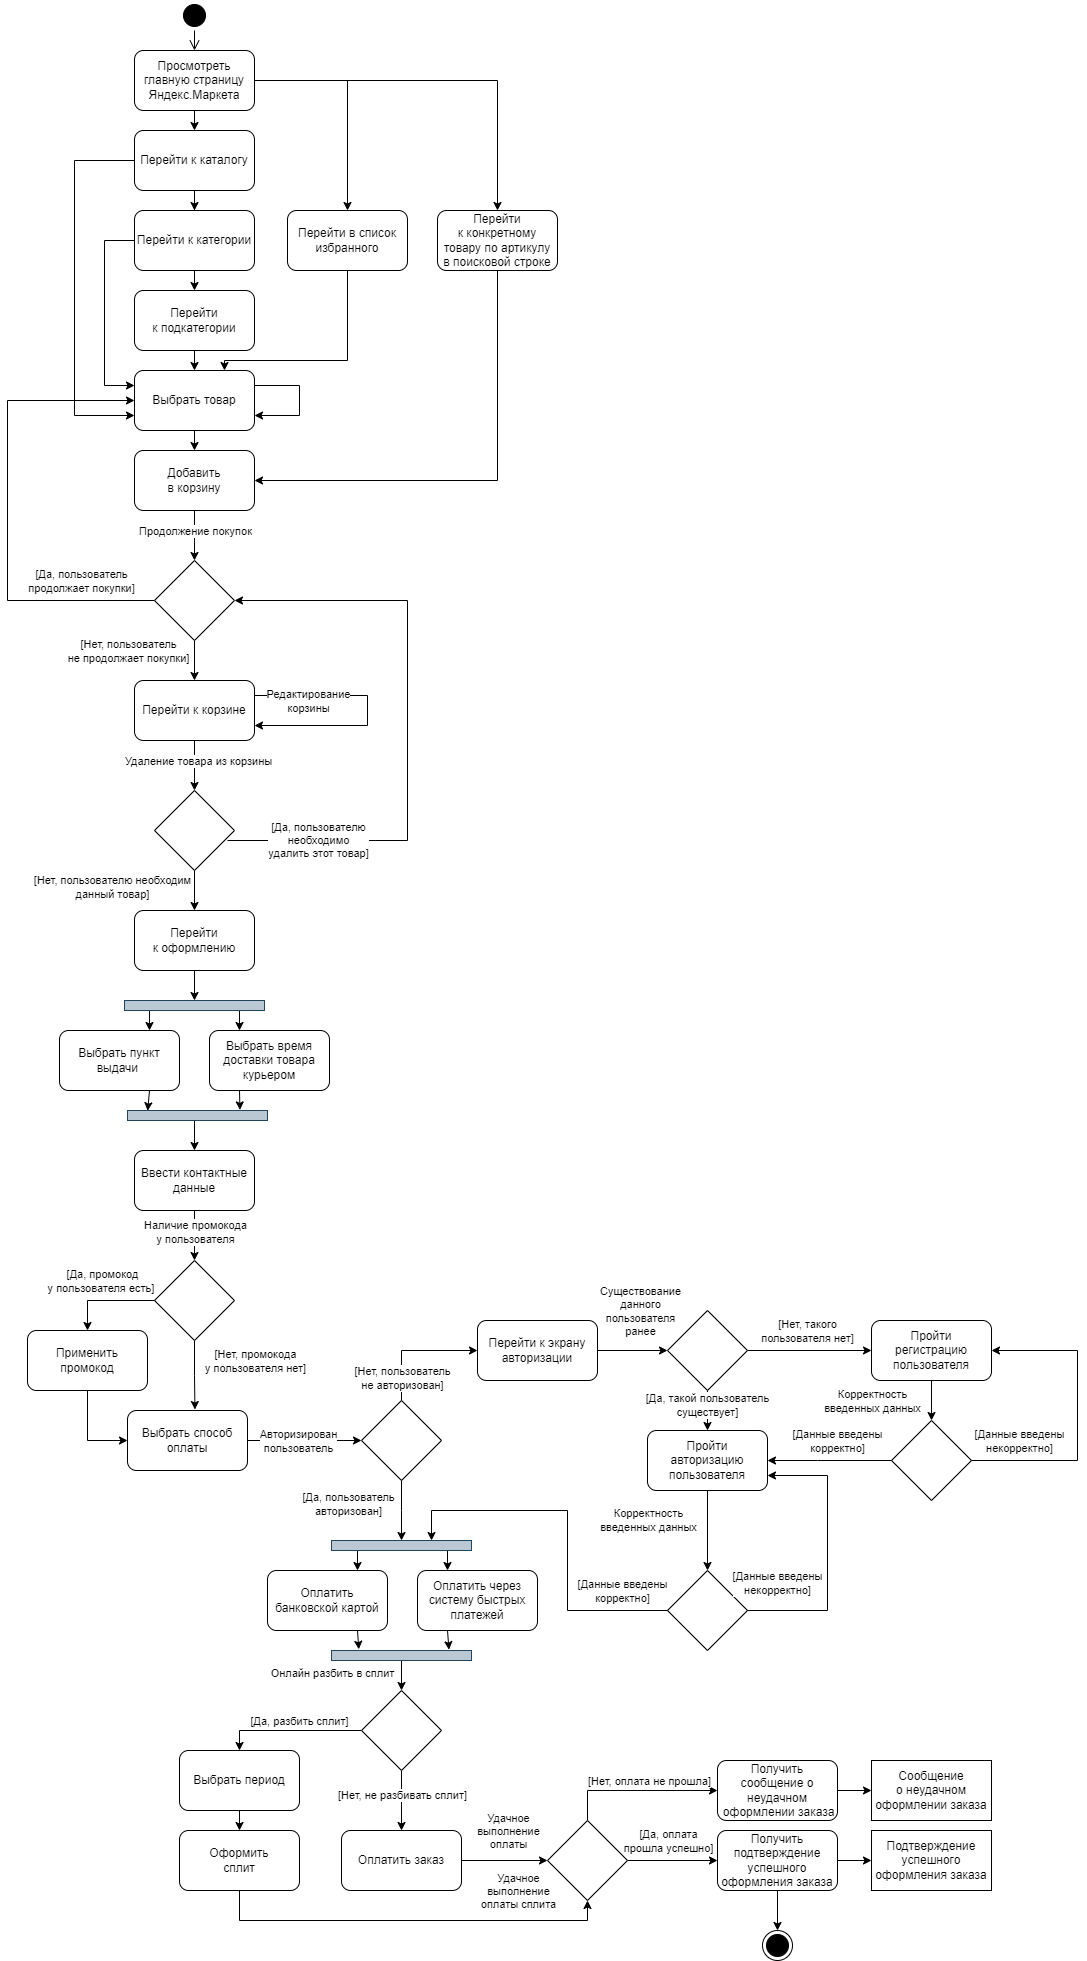 Просмотреть
главную страницу
Яндекс.Маркета
Перейти к каталогу
Перейти к категории
Перейти в список
избранного
Перейти
к конкретному
товару по артикулу
в поисковой строке
Перейти
к подкатегории
Выбрать товар
Добавить
в корзину
Продолжение покупок
[Да, пользователь
продолжает покупки]
[Нет, пользователь
не продолжает покупки]
Перейти к корзине
Редактирование
корзины
Удаление товара из корзины
[Да, пользователю
необходимо
удалить этот товар]
[Нет, пользователю необходим
данный товар]
Перейти
к оформлению
Выбрать пункт
выдачи
Выбрать время
доставки товара
курьером
Ввести контактные
данные
Наличие промокода
у пользователя
[Да, промокод
у пользователя есть]
Применить
промокод
[Нет, промокода
у пользователя нет]
Выбрать способ
оплаты
Авторизирован
пользователь
[Нет, пользователь
не авторизован]
Перейти к экрану
авторизации
Существование
данного
пользователя
ранее
[Нет, такого
пользователя нет]
Пройти
регистрацию
пользователя
[Да, такой пользователь
существует]
Корректность
введенных данных
[Данные введены
корректно]
[Данные введены
некорректно]
Пройти
авторизацию
пользователя
[Да, пользователь
авторизован]
Корректность
введенных данных
[Данные введены
корректно]
[Данные введены
некорректно]
Оплатить
банковской картой
Оплатить через
систему быстрых
платежей
Онлайн разбить в сплит
[Да, разбить сплит]
Выбрать период
[Нет, не разбивать сплит]
Оформить
сплит
Оплатить заказ
Удачное
выполнение
оплаты
Удачное
выполнение
оплаты сплита
[Нет, оплата не прошла]
[Да, оплата
прошла успешно]
Получить
сообщение о
неудачном
оформлении заказа
Сообщение
о неудачном
оформлении заказа
Получить
подтверждение
успешного
оформления заказа
Подтверждение
успешного
оформления заказа